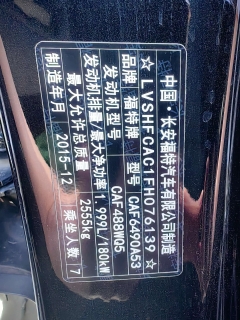 中国·长安福特汽车有限公司制造
☆LVSHFCAC1FH076139☆
品牌 福特牌 型号 CAF6490A53
发动机型号 CAF488WQ5
发动机排量/最大净功率 1.999L/180kW
最大允许总质量 2555kg
制造年月 2015-12 乘坐人数 7